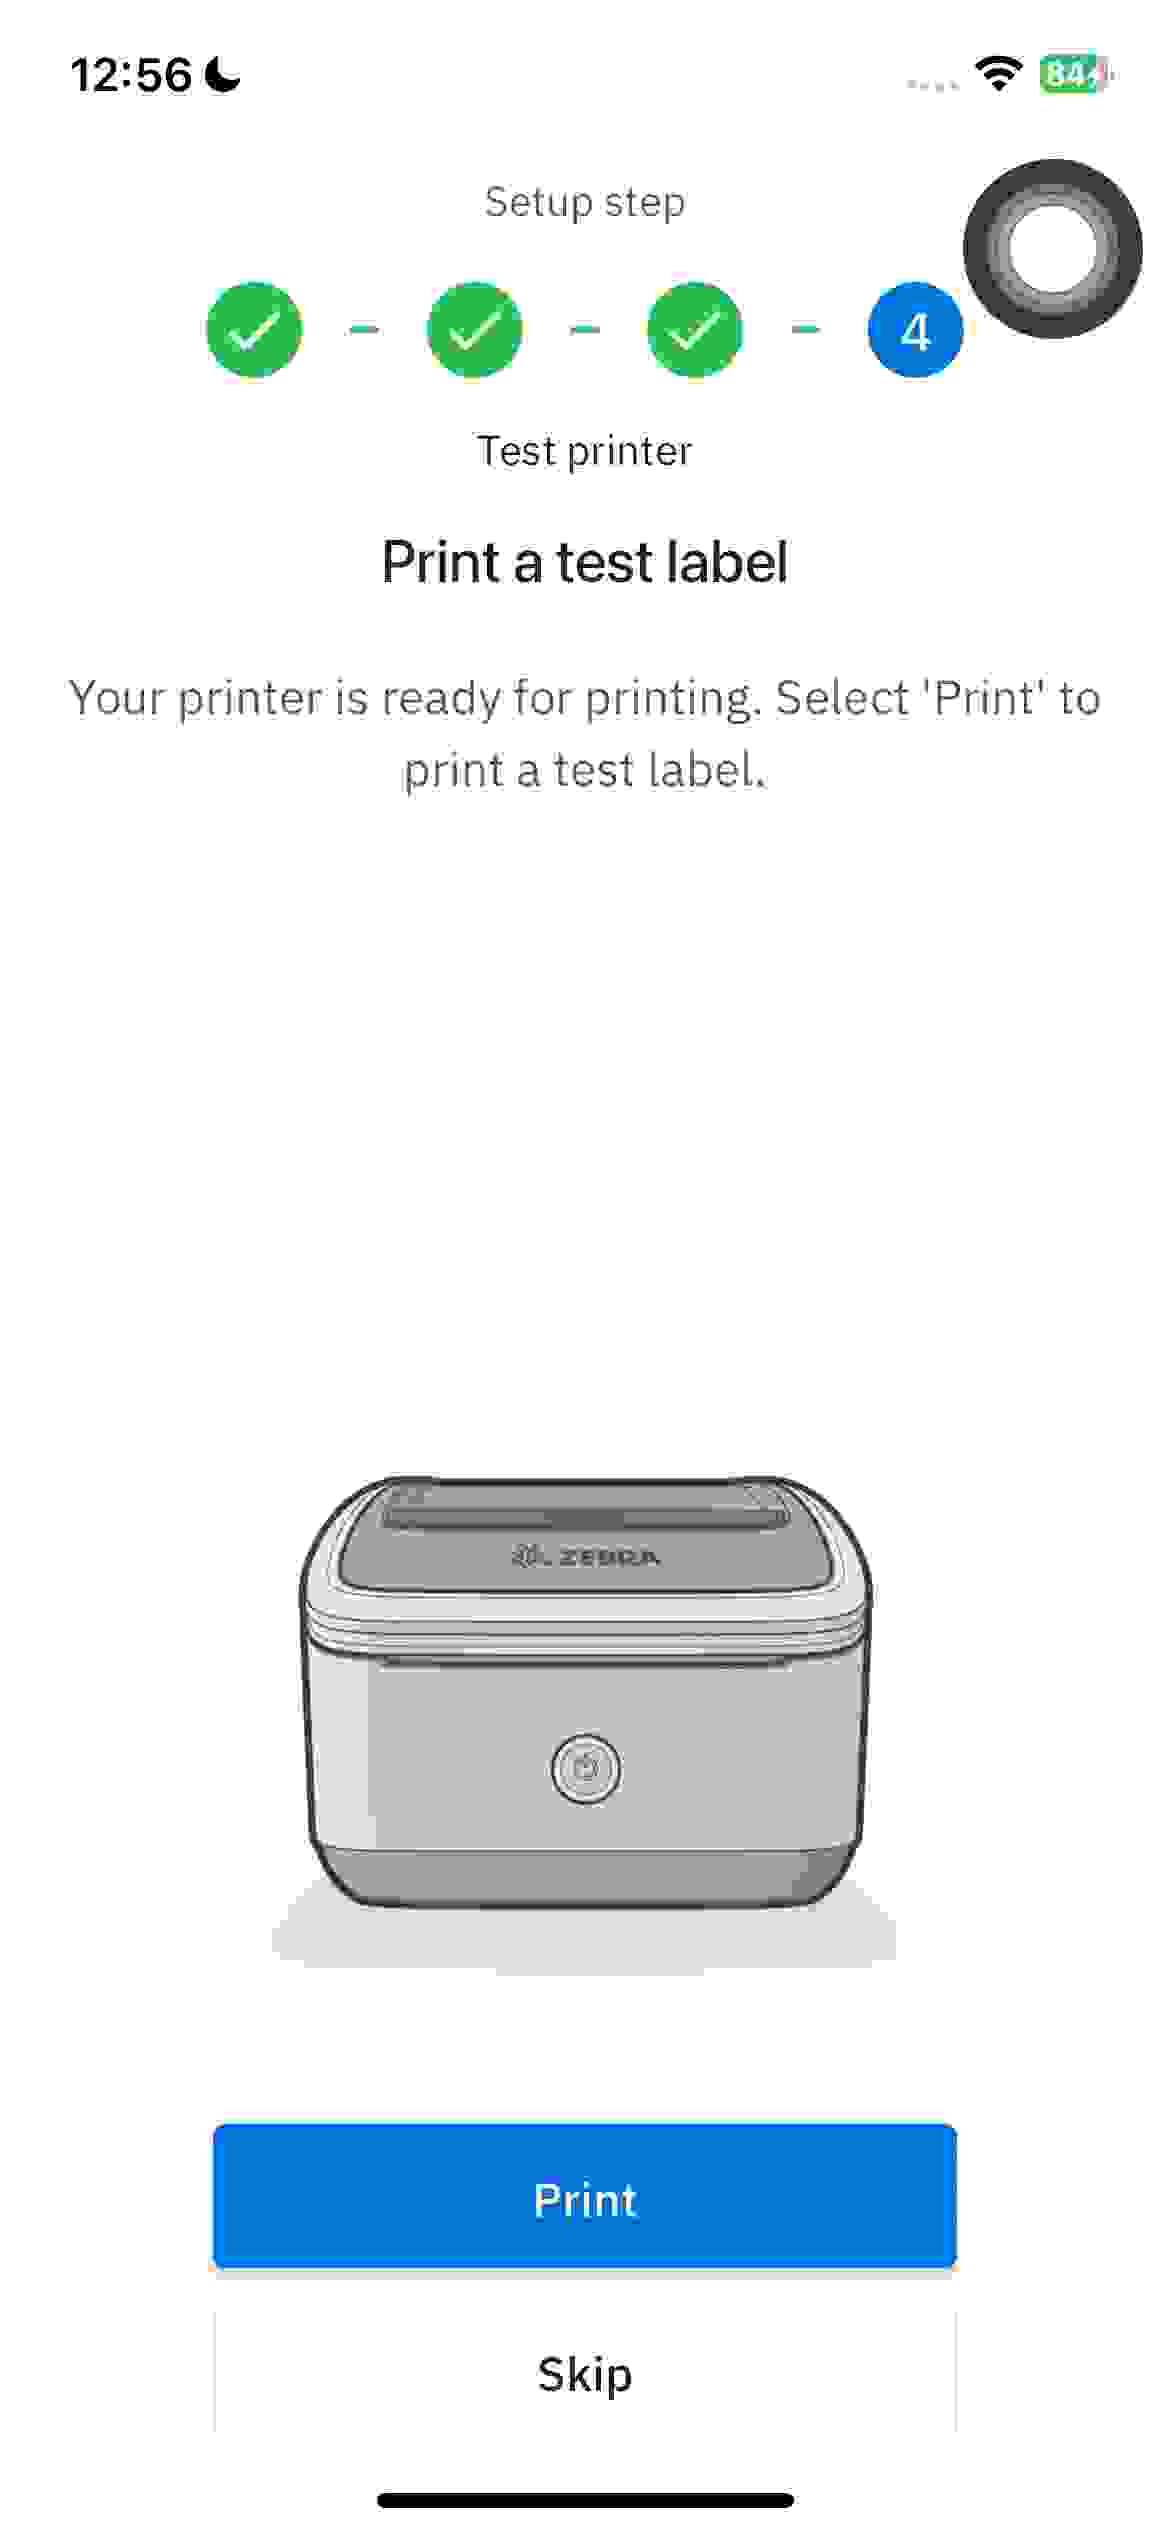 12:56
84
Setup step
4
Test printer
Print a test label
Your printer is ready for printing. Select 'Print' to
print a test label.
ZEBRA
Print
Skip